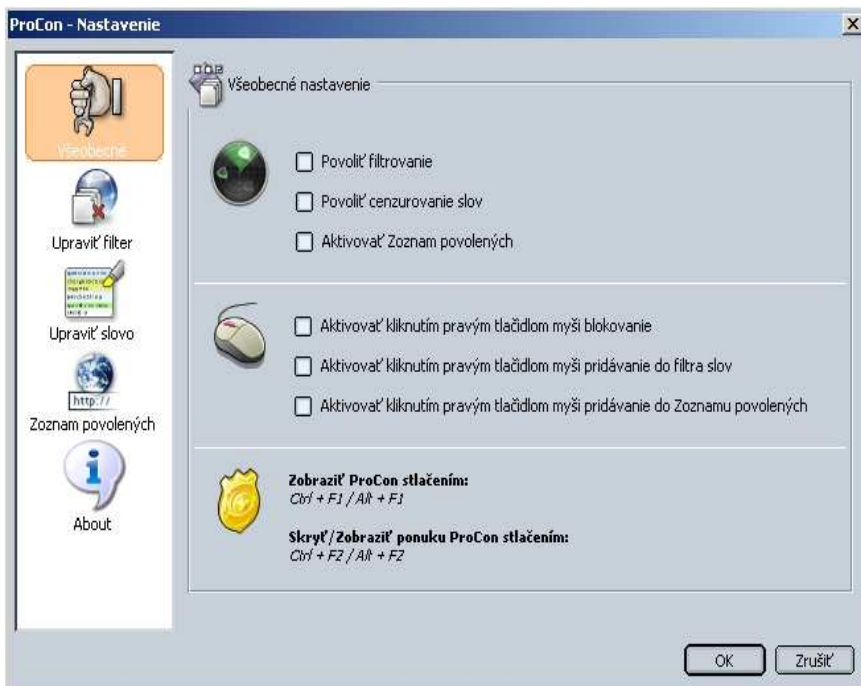 ProCon - Nastavenie
Všeobecné
Upraviť filter
Upraviť slovo
http://
Zoznam povolených
About
Všeobecné nastavenie
Povoliť filtrovanie
Povoliť cenzurovanie slov
Aktivovať Zoznam povolených
Aktivovať kliknutím pravým tlačidlom myši blokovanie
Aktivovať kliknutím pravým tlačidlom myši pridávanie do filtra slov
Aktivovať kliknutím pravým tlačidlom myši pridávanie do Zoznamu povolených
Zobraziť ProCon stlačením:
Ctrl + F1 / Alt + F1
Skryť/Zobraziť ponuku ProCon stlačením:
Ctrl + F2 / Alt + F2
OK
Zrušiť